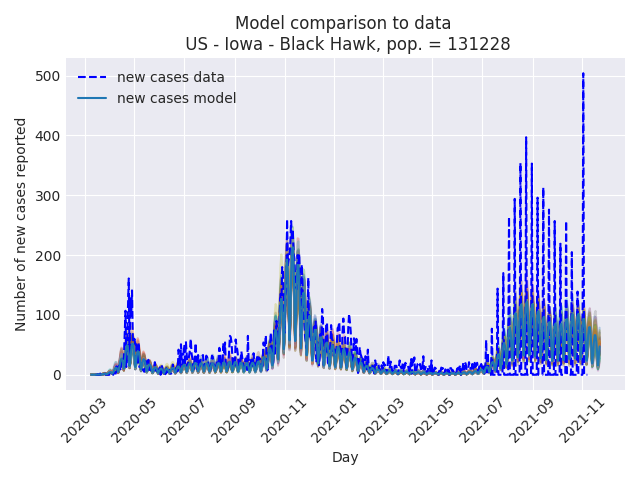 Model comparison to data
US - Iowa - Black Hawk, pop. = 131228
new cases data
new cases model
Number of new cases reported
500
400
300
200
100
0
2020-03
2020-05
2020-07
2020-09
2020-11
2021-01
2021-03
2021-05
2021-07
2021-09
2021-11
Day